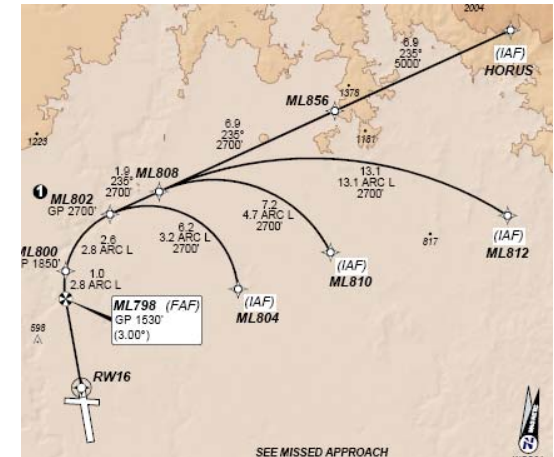 2004
(IAF)
HORUS
6.9
235°
5000'
1378
ML856
1223
6.9
235°
2700'
1181
1.9
235°
2700'
ML808
1
ML802
GP 2700'
13.1
13.1 ARC L
2700'
7.2
4.7 ARC L
2700'
6.2
3.2 ARC L
2700'
2.6
2.8 ARC L
(IAF)
ML812
817
ML800
P 1850'
(IAF)
ML810
1.0
2.8 ARC L
(IAF)
ML804
ML798 (FAF)
GP 1530'
(3.00°)
598
RW16
N
SEE MISSED APPROACH